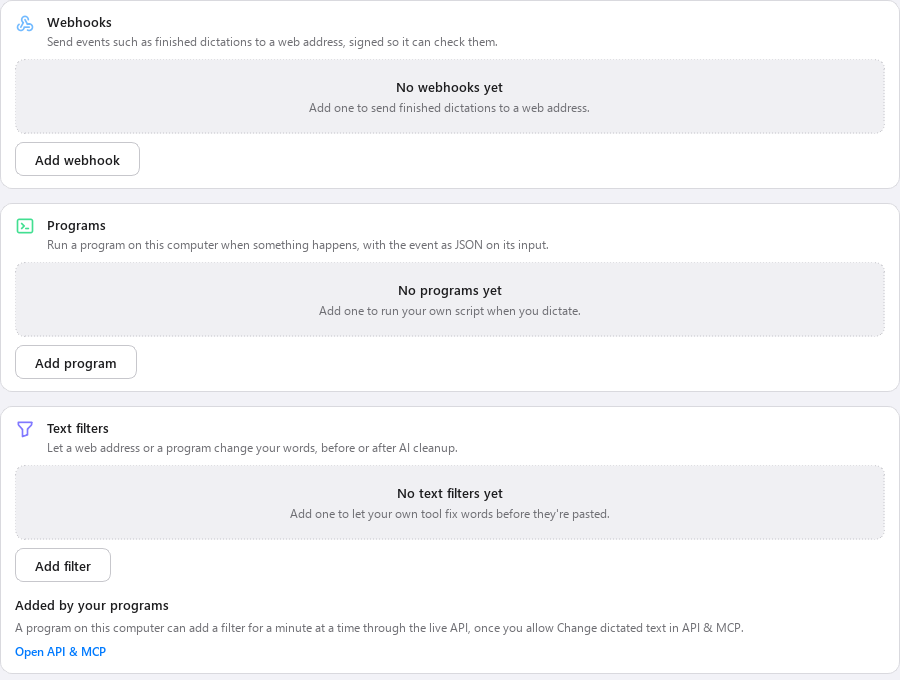 Webhooks
Send events such as finished dictations to a web address, signed so it can check them.
No webhooks yet
Add one to send finished dictations to a web address.
Add webhook
Programs
Run a program on this computer when something happens, with the event as JSON on its input.
No programs yet
Add one to run your own script when you dictate.
Add program
Text filters
Let a web address or a program change your words, before or after AI cleanup.
No text filters yet
Add one to let your own tool fix words before they're pasted.
Add filter
Added by your programs
A program on this computer can add a filter for a minute at a time through the live API, once you allow Change dictated text in API & MCP.
Open API & MCP